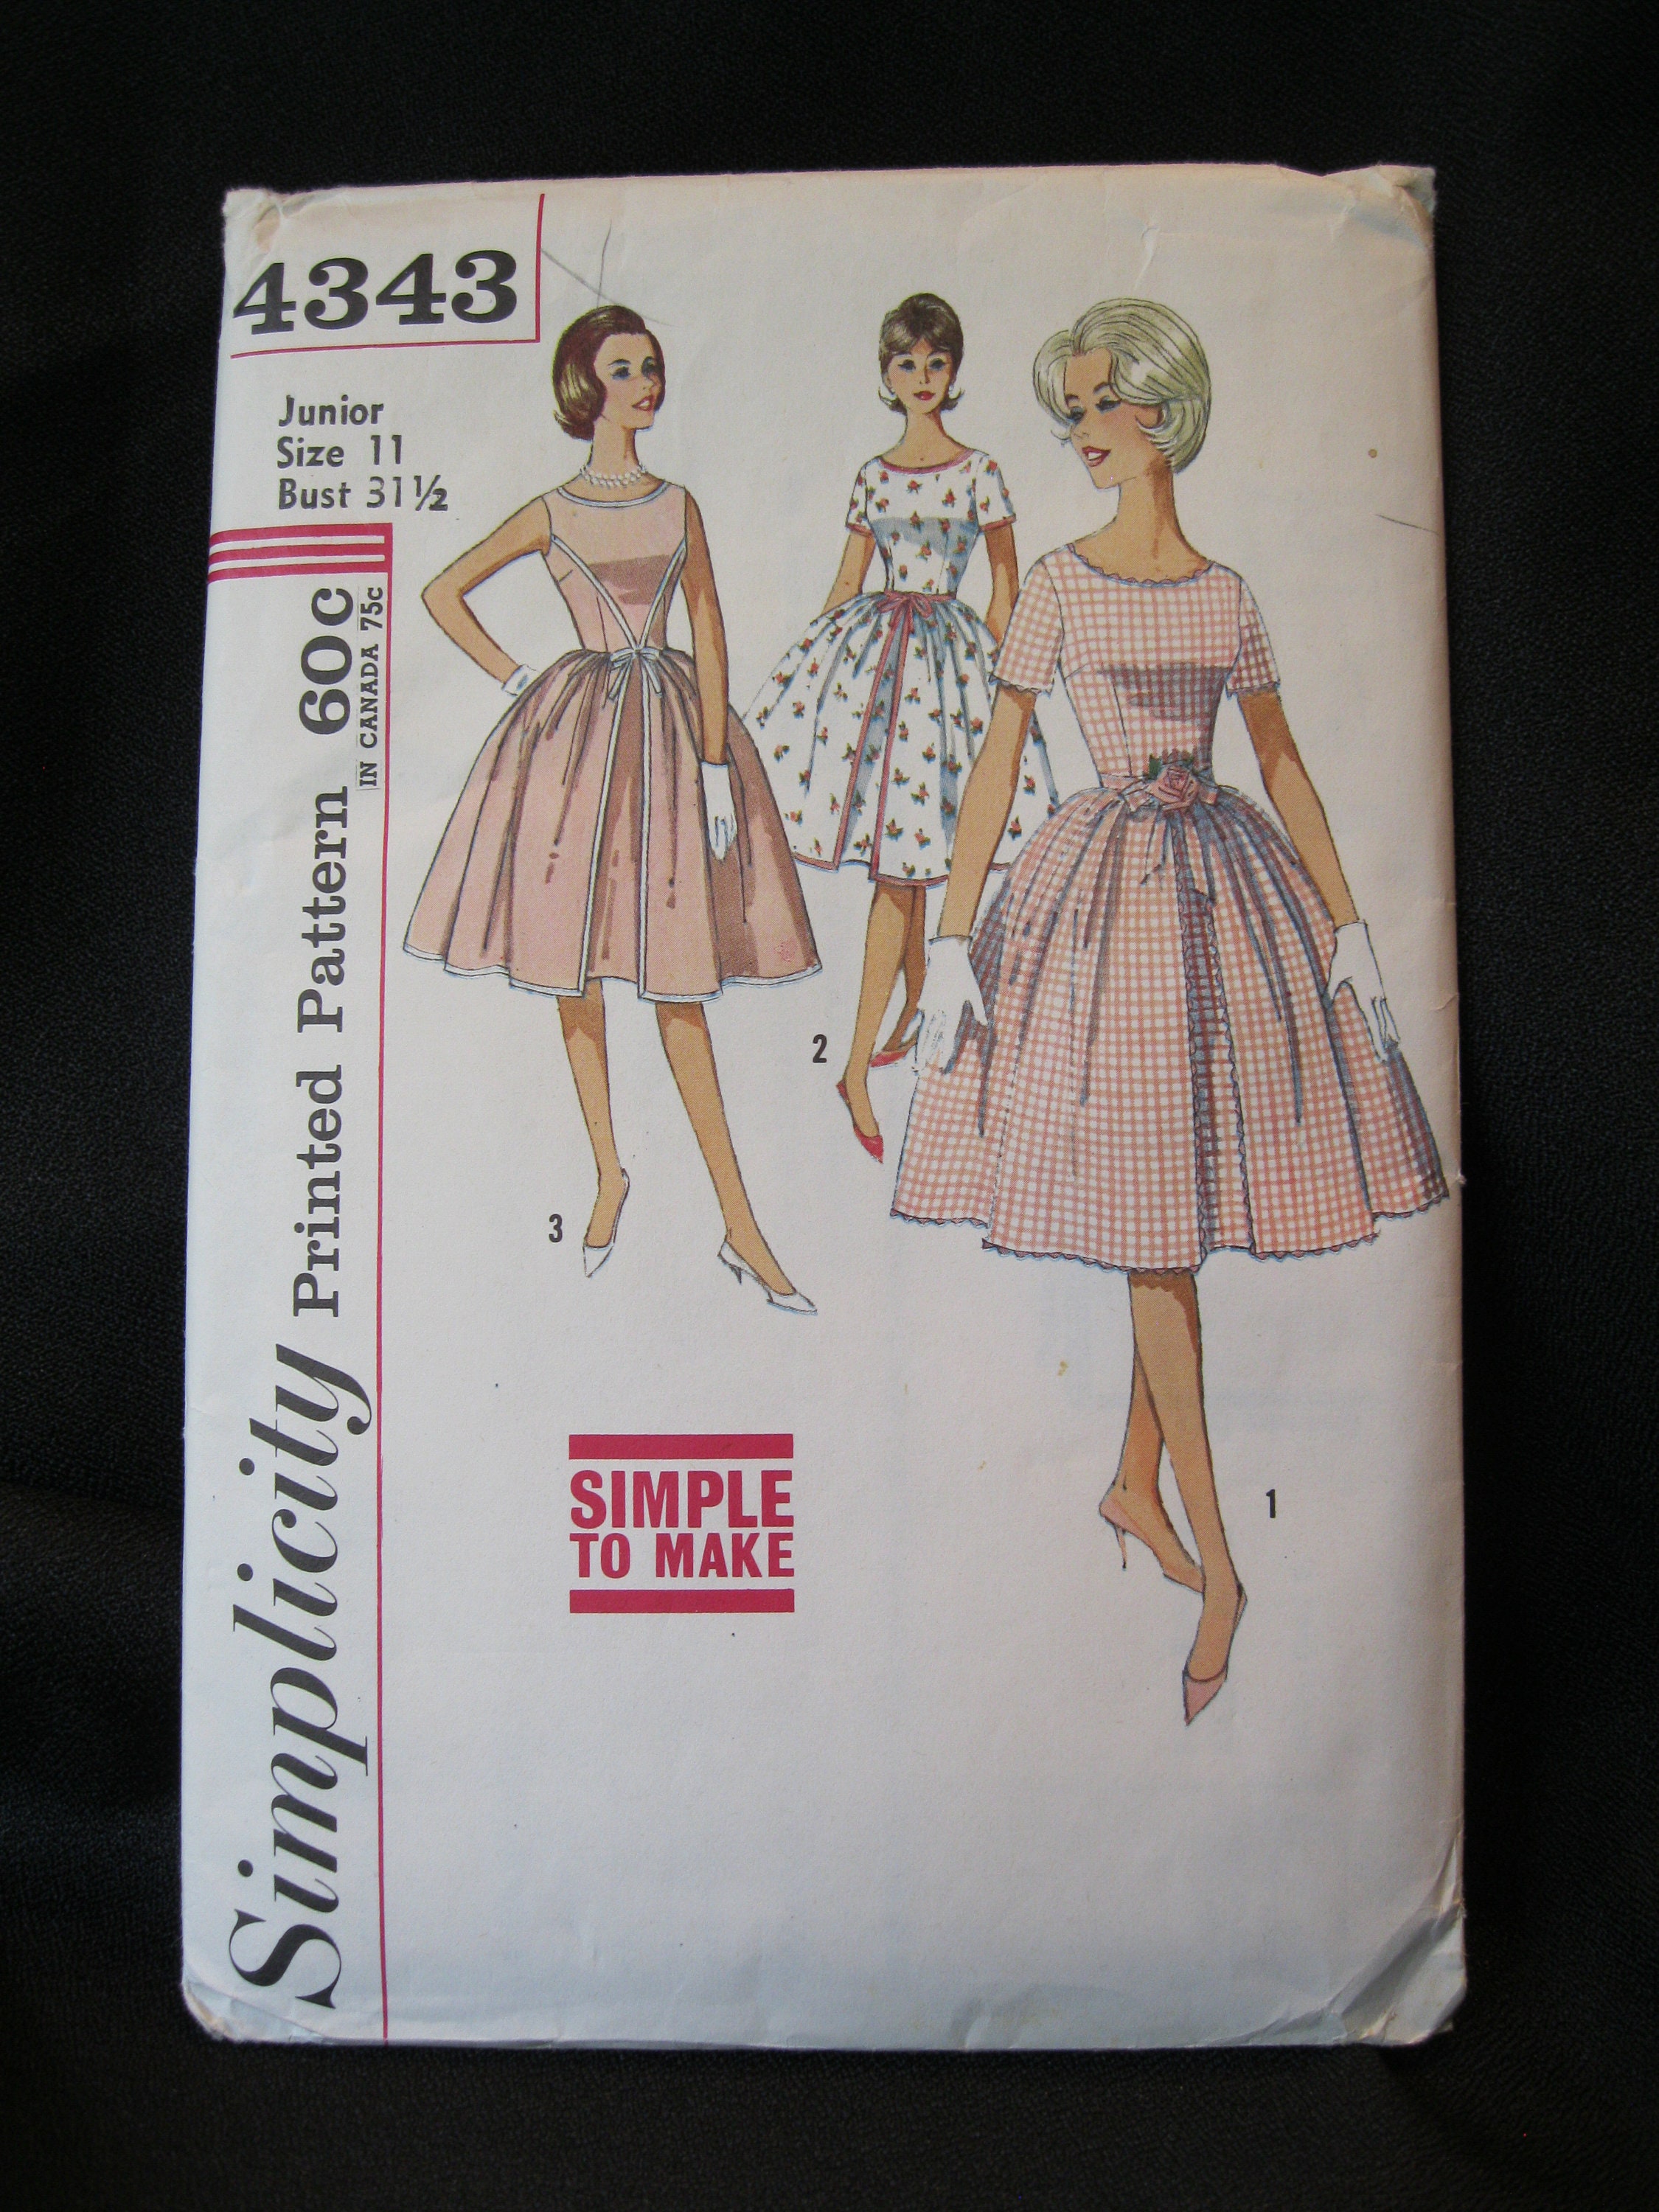 4343
Junior
Size 11
Bust 31½
Simplicity Printed Pattern 60c
IN CANADA 75c
3
2
1
SIMPLE
TO MAKE